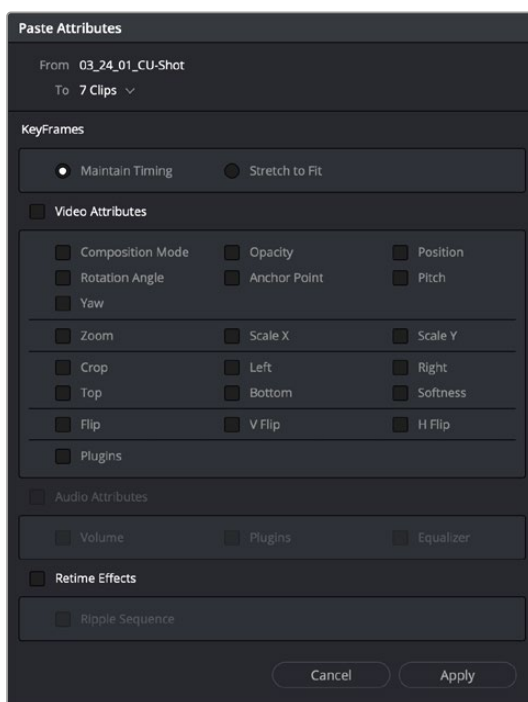 Paste Attributes
From 03_24_01_CU-Shot
To 7 Clips
KeyFrames
Maintain Timing Stretch to Fit
Video Attributes
Composition Mode Opacity Position
Rotation Angle Anchor Point Pitch
Yaw
Zoom Scale X Scale Y
Crop Left Right
Top Bottom Softness
Flip V Flip H Flip
Plugins
Audio Attributes
Volume Plugins Equalizer
Retime Effects
Ripple Sequence
Cancel Apply